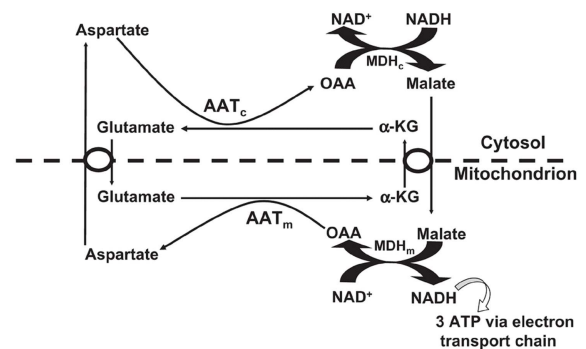 NAD+ NADH
Aspartate
MDHc
OAA Malate
AATc
Glutamate α-KG
Cytosol
Mitochondrion
Glutamate α-KG
AATm
OAA Malate
MDHm
Aspartate
NAD+ NADH
3 ATP via electron
transport chain